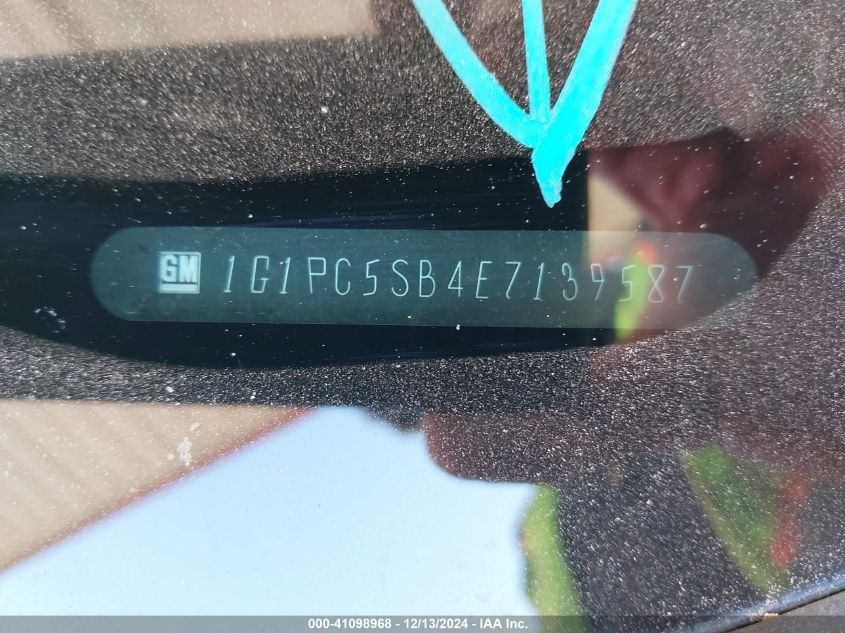 GM 1G1PC5SB4E7139587
000-41098968 - 12/13/2024 - IAA Inc.